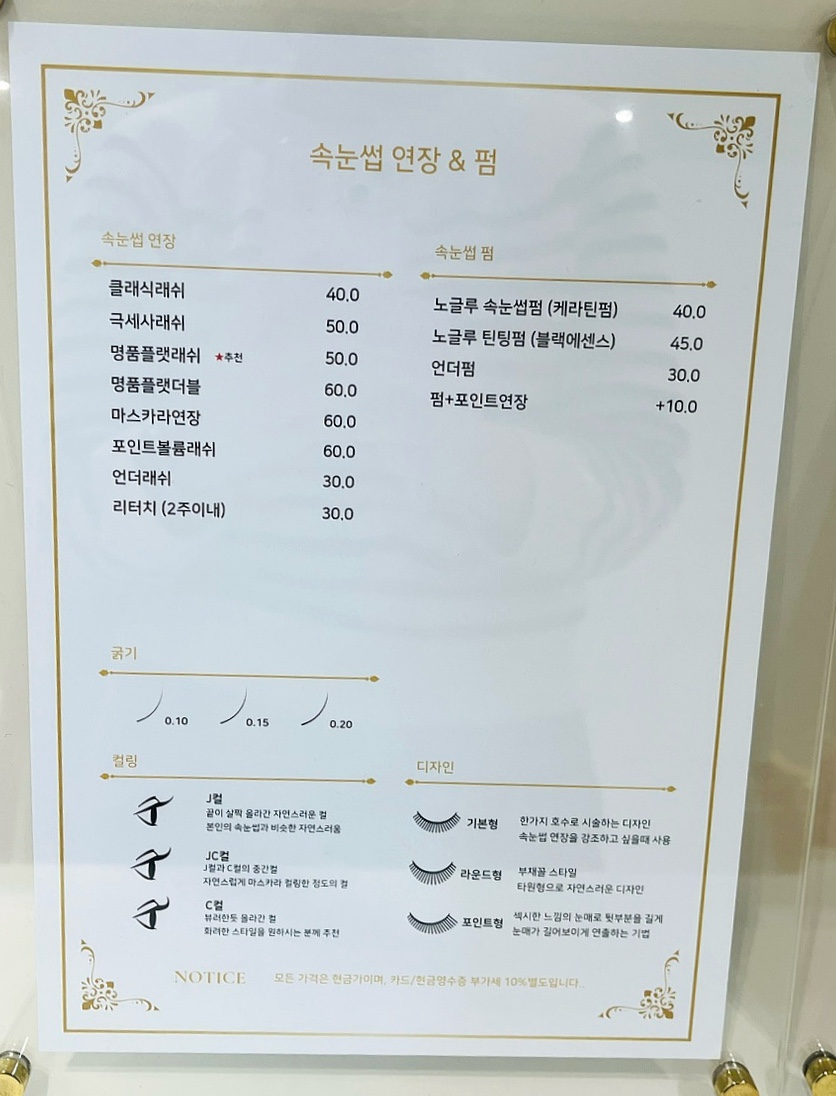 속눈썹 연장 & 펌
속눈썹 연장
클래식래쉬 40.0
극세사래쉬 50.0
명품플랫래쉬 ★추천 50.0
명품플랫더블 60.0
마스카라연장 60.0
포인트볼륨래쉬 60.0
언더래쉬 30.0
리터치 (2주이내) 30.0
속눈썹 펌
노글루 속눈썹펌 (케라틴펌) 40.0
노글루 틴팅펌 (블랙에센스) 45.0
언더펌 30.0
펌+포인트연장 +10.0
굵기
0.10 0.15 0.20
컬링
J컬
끝이 살짝 올라간 자연스러운 컬
본인의 속눈썹과 비슷한 자연스러움
JC컬
J컬과 C컬의 중간컬
자연스럽게 마스카라 컬링한 정도의 컬
C컬
뷰러한듯 올라간 컬
화려한 스타일을 원하시는 분께 추천
디자인
기본형
한가지 호수로 시술하는 디자인
속눈썹 연장을 강조하고 싶을때 사용
라운드형
부채꼴 스타일
타원형으로 자연스러운 디자인
포인트형
섹시한 느낌의 눈매로 뒷부분을 길게
눈매가 길어보이게 연출하는 기법
NOTICE 모든 가격은 현금가이며, 카드/현금영수증 부가세 10%별도입니다..